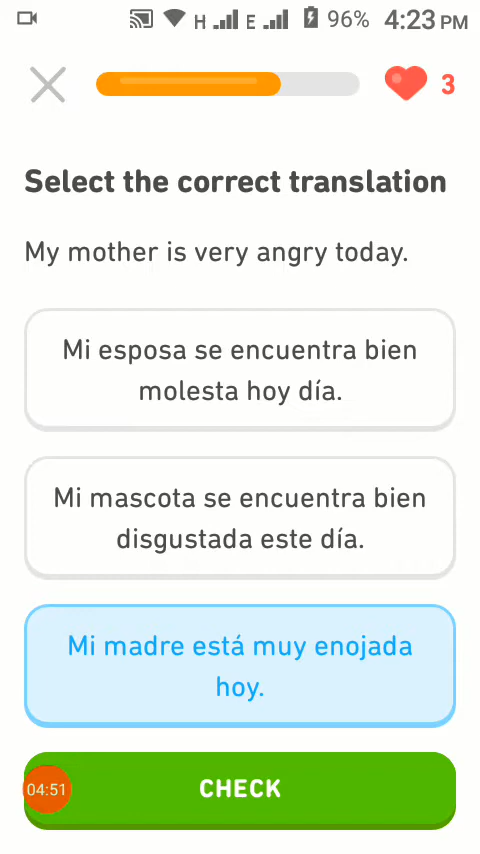 H E 96% 4:23 PM
3
Select the correct translation
My mother is very angry today.
Mi esposa se encuentra bien
molesta hoy día.
Mi mascota se encuentra bien
disgustada este día.
Mi madre está muy enojada
hoy.
04:51 CHECK